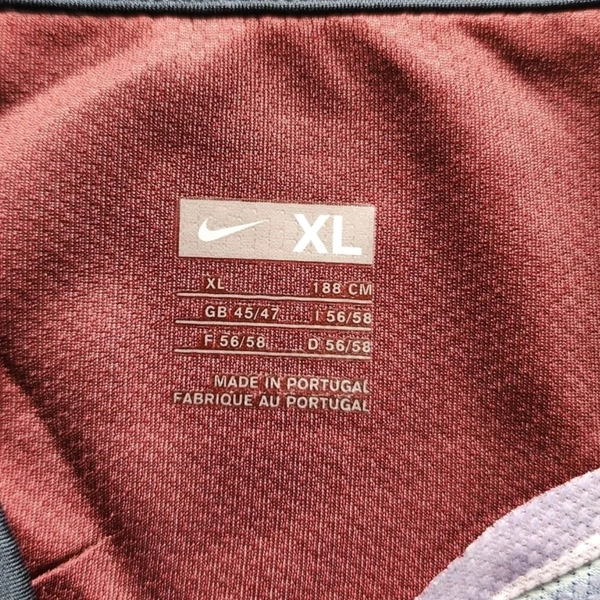 XL
XL 188 CM
GB 45/47 I 56/58
F 56/58 D 56/58
MADE IN PORTUGAL
FABRIQUE AU PORTUGAL